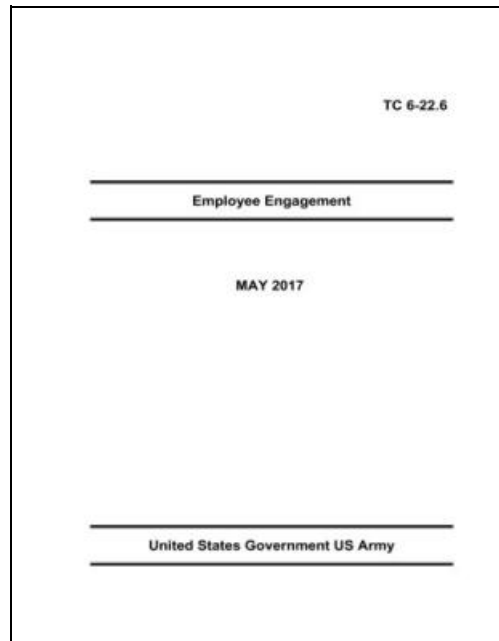 TC 6-22.6
Employee Engagement
MAY 2017
United States Government US Army